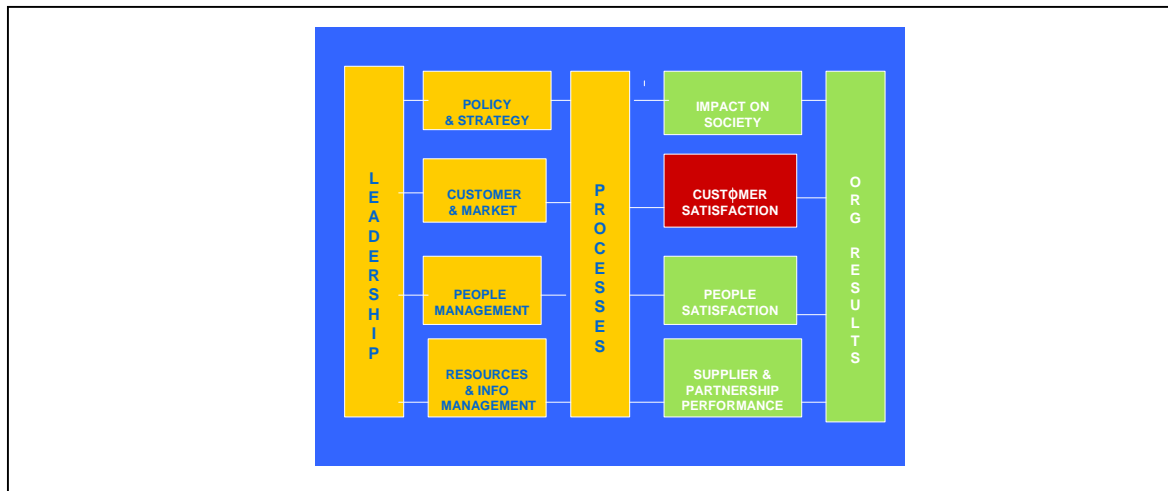 LEADERSHIP
POLICY
& STRATEGY
CUSTOMER
& MARKET
PEOPLE
MANAGEMENT
RESOURCES
& INFO
MANAGEMENT
PROCESSES
IMPACT ON
SOCIETY
CUSTOMER
SATISFACTION
PEOPLE
SATISFACTION
SUPPLIER &
PARTNERSHIP
PERFORMANCE
ORG RESULTS